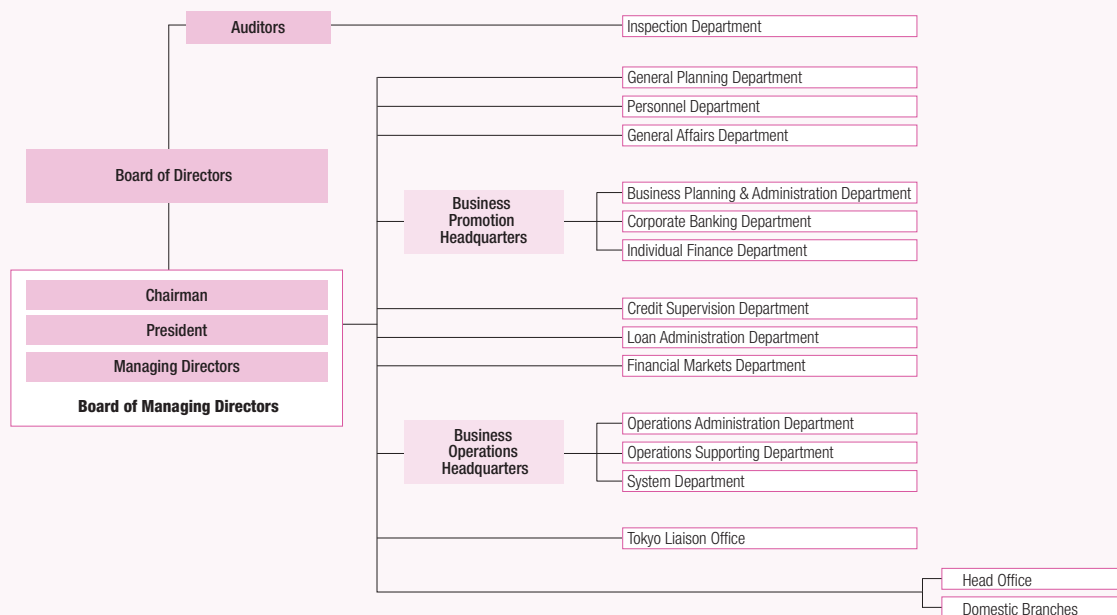 Auditors
Inspection Department
General Planning Department
Personnel Department
General Affairs Department
Board of Directors
Business
Promotion
Headquarters
Business Planning & Administration Department
Corporate Banking Department
Individual Finance Department
Chairman
President
Managing Directors
Board of Managing Directors
Credit Supervision Department
Loan Administration Department
Financial Markets Department
Business
Operations
Headquarters
Operations Administration Department
Operations Supporting Department
System Department
Tokyo Liaison Office
Head Office
Domestic Branches